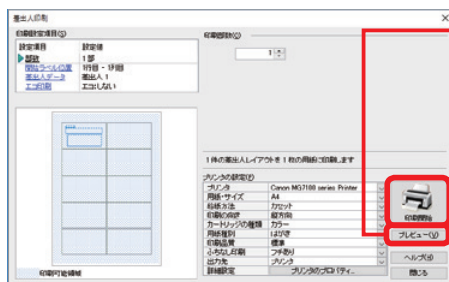 差出人印刷
印刷設定項目(S)
設定項目 設定値
部数 1 部
開始ラベル位置 1行目 - 1列目
差出人データ 差出人 1
エコ印刷 エコしない
印刷部数(C)
1
1 件の差出人レイアウトを 1 枚の用紙に印刷します
プリンタの設定(P)
プリンタ Canon MG7100 series Printer
用紙・サイズ A4
給紙方法 カセット
印刷の向き 縦方向
カートリッジの種類 カラー
用紙種別 はがき
印刷品質 標準
ふちなし印刷 フチあり
出力先 プリンタ
詳細設定 プリンタのプロパティ...
印刷可能領域
印刷開始
プレビュー(V)
ヘルプ(H)
閉じる